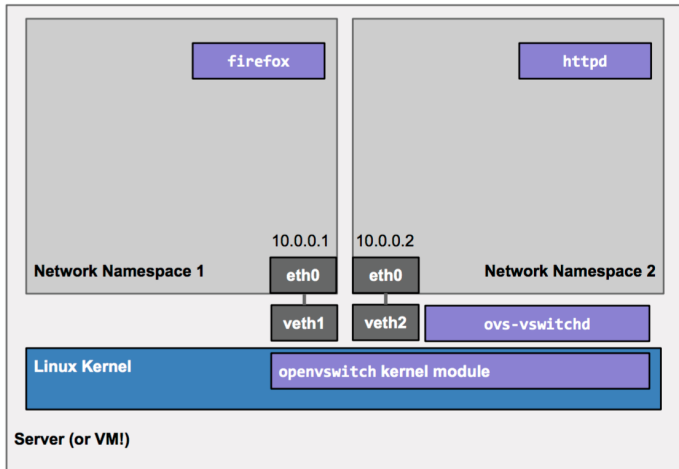 firefox
httpd
10.0.0.1
10.0.0.2
Network Namespace 1
eth0
eth0
Network Namespace 2
veth1
veth2
ovs-vswitchd
Linux Kernel
openvswitch kernel module
Server (or VM!)